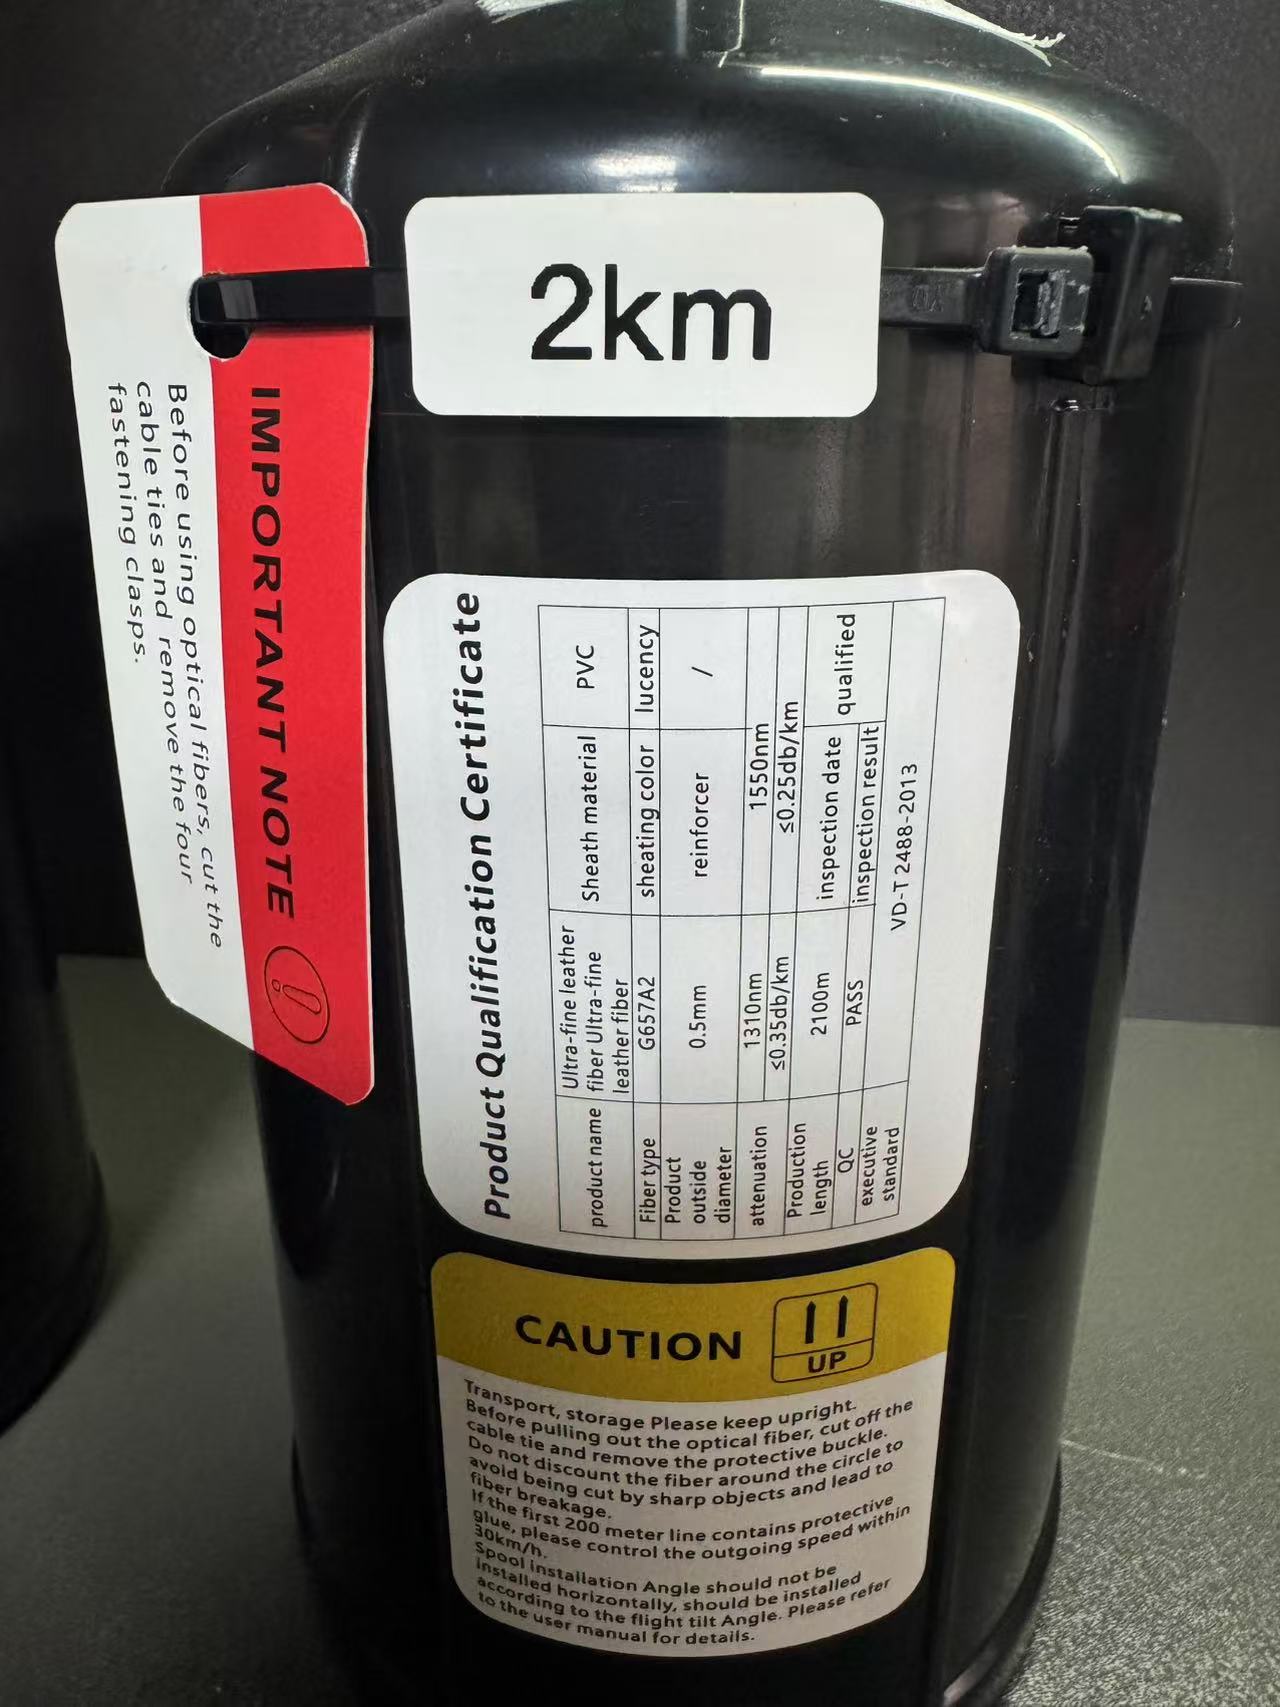 2km
IMPORTANT NOTE
Before using optical fibers, cut the
cable ties and remove the four
fastening clasps.
Product Qualification Certificate
product name
Ultra-fine leather
fiber Ultra-fine
leather fiber
Sheath material
PVC
Fiber type
G657A2
sheating color
lucency
Product
outside
diameter
0.5mm
reinforcer
/
attenuation
1310nm
1550nm
≤0.35db/km
≤0.25db/km
Production
length
2100m
inspection date
qualified
QC
PASS
inspection result
executive
standard
VD-T 2488-2013
CAUTION
UP
Transport, storage Please keep upright.
Before pulling out the optical fiber, cut off the
cable tie and remove the protective buckle.
Do not discount the fiber around the circle to
avoid being cut by sharp objects and lead to
fiber breakage.
If the first 200 meter line contains protective
glue, please control the outgoing speed within
30km/h.
Spool installation Angle should not be
installed horizontally, should be installed
according to the flight tilt Angle. Please refer
to the user manual for details.